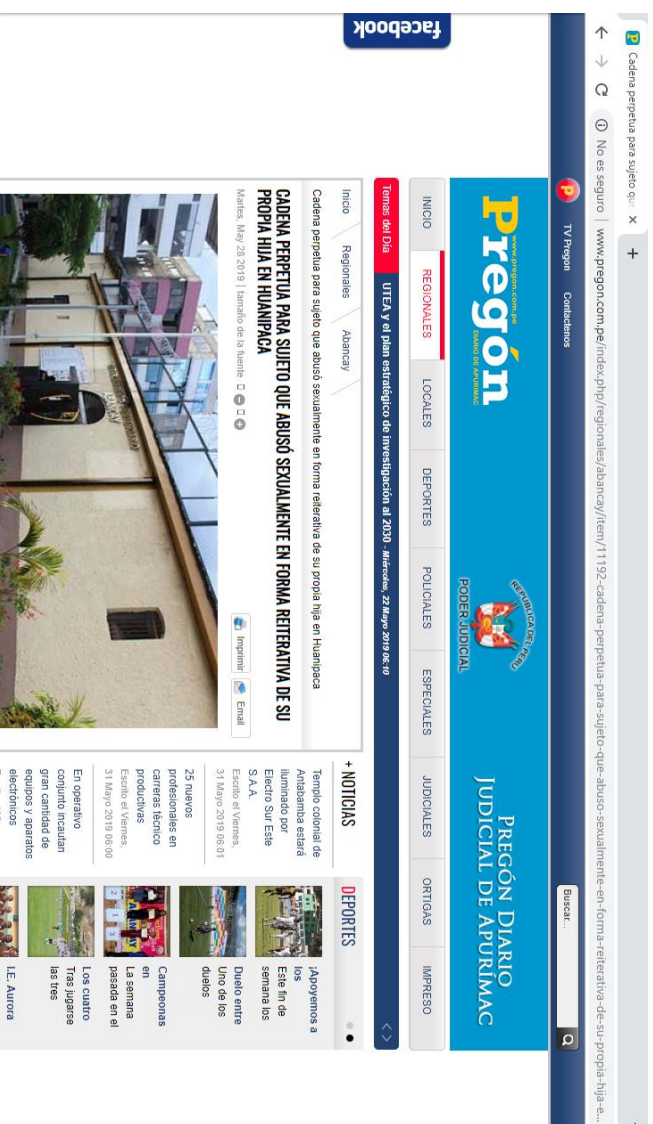 Cadena perpetua para sujeto qu
No es seguro | www.pregon.com.pe/index.php/regionales/abancay/item/11192-cadena-perpetua-para-sujeto-que-abuso-sexualmente-en-forma-reiterativa-de-su-propia-hija-e...
TV Pregon Contactenos Buscar...
Pregón
www.pregon.com.pe
DIARIO DE APURIMAC
REPUBLICA DEL PERU
PODER JUDICIAL
PREGÓN DIARIO
JUDICIAL DE APURÍMAC
INICIO REGIONALES LOCALES DEPORTES POLICIALES ESPECIALES JUDICIALES ORTIGAS IMPRESO
Temas del Día UTEA y el plan estratégico de investigación al 2030 - Miércoles, 22 Mayo 2019 06:10
facebook
Inicio Regionales Abancay
Cadena perpetua para sujeto que abusó sexualmente en forma reiterativa de su propia hija en Huanipaca
CADENA PERPETUA PARA SUJETO QUE ABUSÓ SEXUALMENTE EN FORMA REITERATIVA DE SU
PROPIA HIJA EN HUANIPACA
Martes, May 28 2019 | tamaño de la fuente
Imprimir Email
+ NOTICIAS
Templo colonial de
Antabamba estará
iluminado por
Electro Sur Este
S.A.A.
Escrito el Viernes,
31 Mayo 2019 06:01
25 nuevos
profesionales en
carreras técnico
productivas
Escrito el Viernes,
31 Mayo 2019 06:00
En operativo
conjunto incautan
gran cantidad de
equipos y aparatos
electrónicos
DEPORTES
¡Apoyemos a
los
Este fin de
semana los
Duelo entre
Uno de los
duelos
Campeonas
en
La semana
pasada en el
Los cuatro
Tras jugarse
las tres
I.E. Aurora